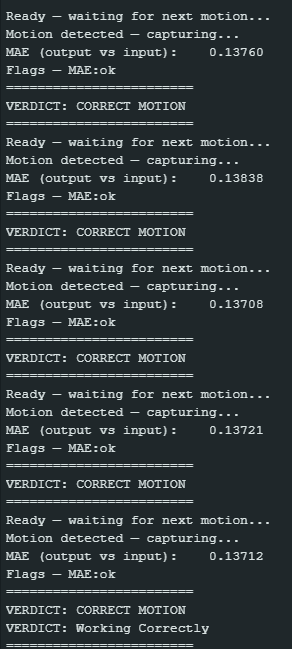 Ready — waiting for next motion...
Motion detected — capturing...
MAE (output vs input):    0.13760
Flags — MAE:ok
========================
VERDICT: CORRECT MOTION
========================
Ready — waiting for next motion...
Motion detected — capturing...
MAE (output vs input):    0.13838
Flags — MAE:ok
========================
VERDICT: CORRECT MOTION
========================
Ready — waiting for next motion...
Motion detected — capturing...
MAE (output vs input):    0.13708
Flags — MAE:ok
========================
VERDICT: CORRECT MOTION
========================
Ready — waiting for next motion...
Motion detected — capturing...
MAE (output vs input):    0.13721
Flags — MAE:ok
========================
VERDICT: CORRECT MOTION
========================
Ready — waiting for next motion...
Motion detected — capturing...
MAE (output vs input):    0.13712
Flags — MAE:ok
========================
VERDICT: CORRECT MOTION
VERDICT: Working Correctly
========================